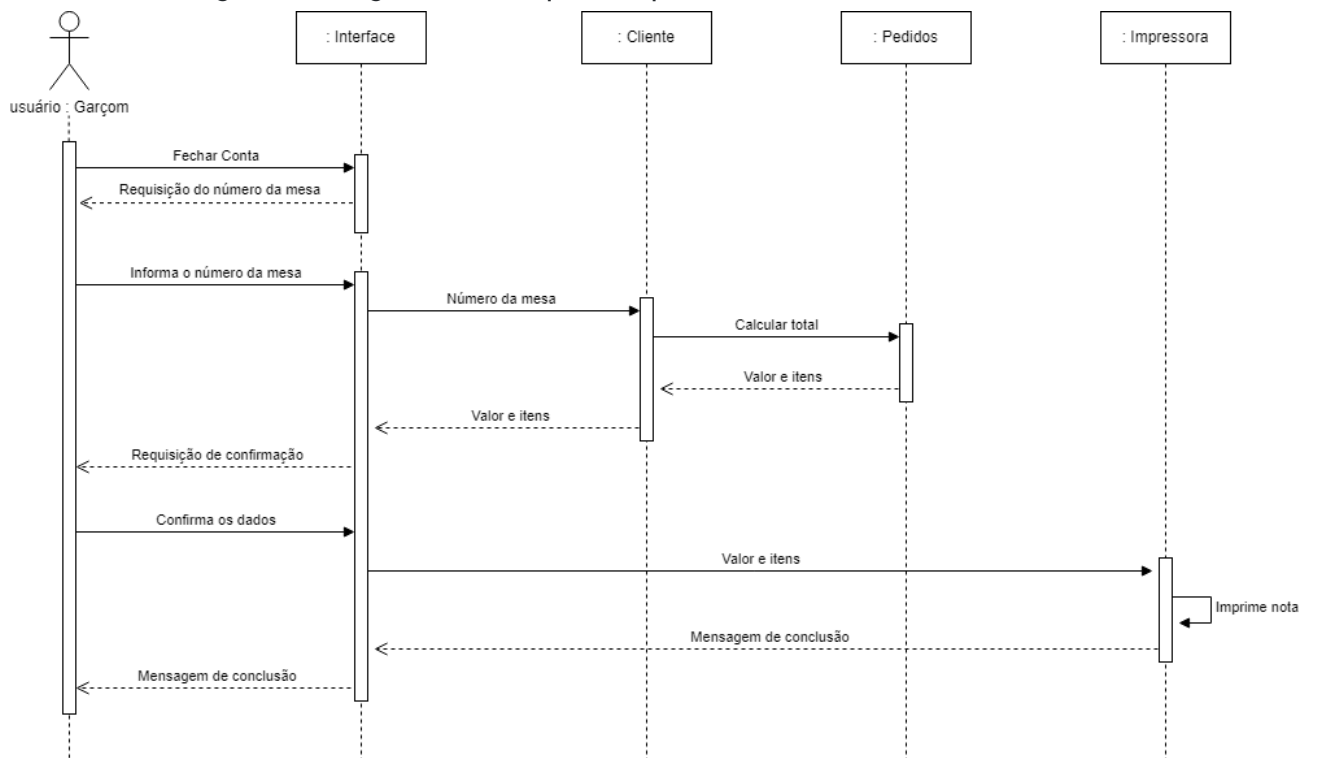 : Interface
: Cliente
: Pedidos
: Impressora
usuário : Garçom
Fechar Conta
Requisição do número da mesa
Informa o número da mesa
Número da mesa
Calcular total
Valor e itens
Valor e itens
Requisição de confirmação
Confirma os dados
Valor e itens
Imprime nota
Mensagem de conclusão
Mensagem de conclusão